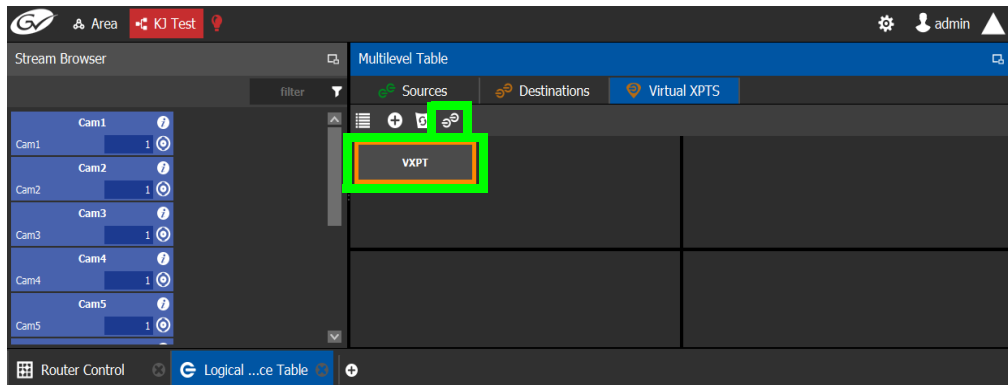 Area KJ Test admin
Stream Browser
Multilevel Table
filter
Sources Destinations Virtual XPTS
Cam1
Cam1 1
Cam2
Cam2 1
Cam3
Cam3 1
Cam4
Cam4 1
Cam5
Cam5 1
VXPT
Router Control Logical ...ce Table